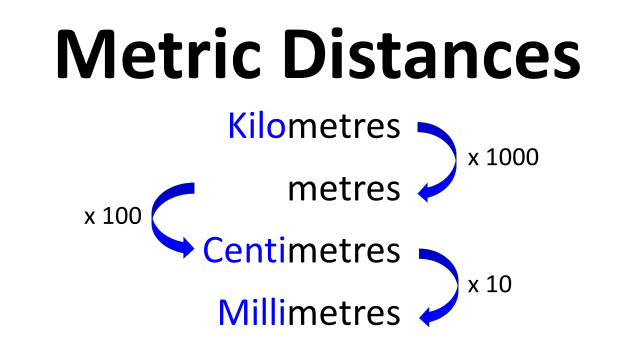 Metric Distances
Kilometres
x 1000
metres
x 100
Centimetres
x 10
Millimetres